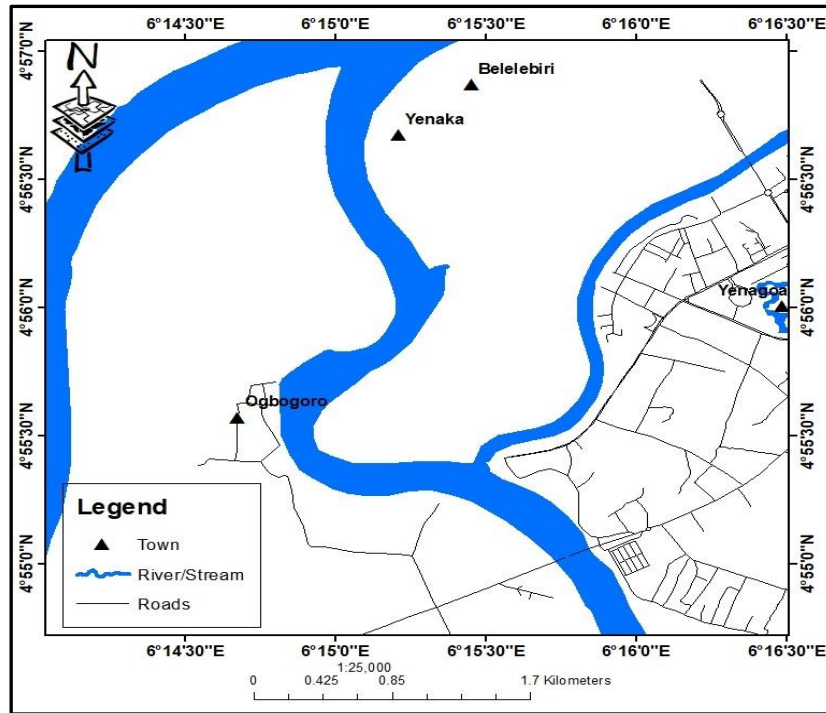 6°14'30"E 6°15'0"E 6°15'30"E 6°16'0"E 6°16'30"E
4°57'0"N
4°57'0"N
N
Belelebiri
Yenaka
4°56'30"N
4°56'30"N
Yenagoa
4°56'0"N
4°56'0"N
Ogbogoro
4°55'30"N
4°55'30"N
Legend
Town
River/Stream
Roads
4°55'0"N
4°55'0"N
6°14'30"E 6°15'0"E 6°15'30"E 6°16'0"E 6°16'30"E
1:25,000
0 0.425 0.85 1.7 Kilometers